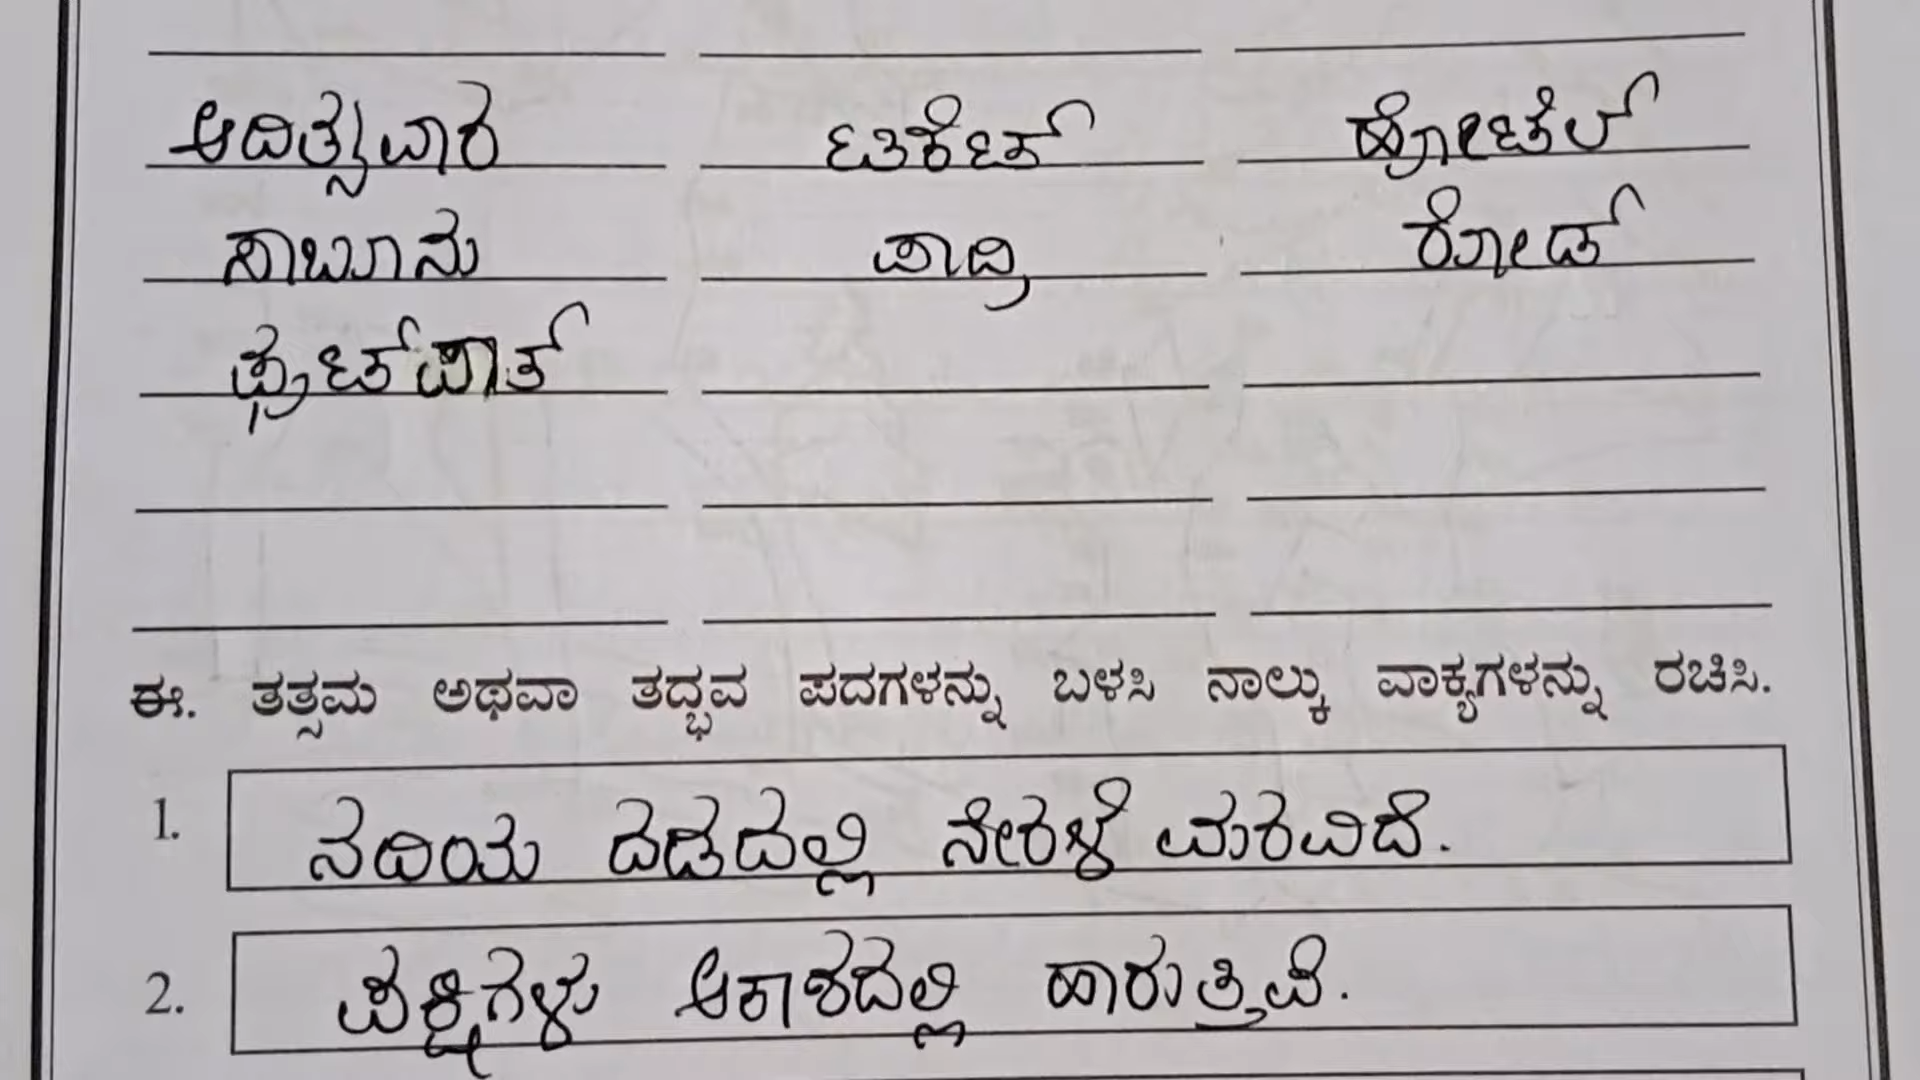 ಆದಿತ್ಯವಾರ ಟಿಕೇಟ್ ಹೋಟೆಲ್
ಸಾಬೂನು ಪಾದ್ರಿ ರೋಡ್
ಫುಟ್‌ಪಾತ್
ಈ. ತತ್ಸಮ ಅಥವಾ ತದ್ಭವ ಪದಗಳನ್ನು ಬಳಸಿ ನಾಲ್ಕು ವಾಕ್ಯಗಳನ್ನು ರಚಿಸಿ.
1. ನದಿಯ ದಡದಲ್ಲಿ ನೇರಳೆ ಮರವಿದೆ.
2. ಪಕ್ಷಿಗಳು ಆಕಾಶದಲ್ಲಿ ಹಾರುತ್ತಿವೆ.